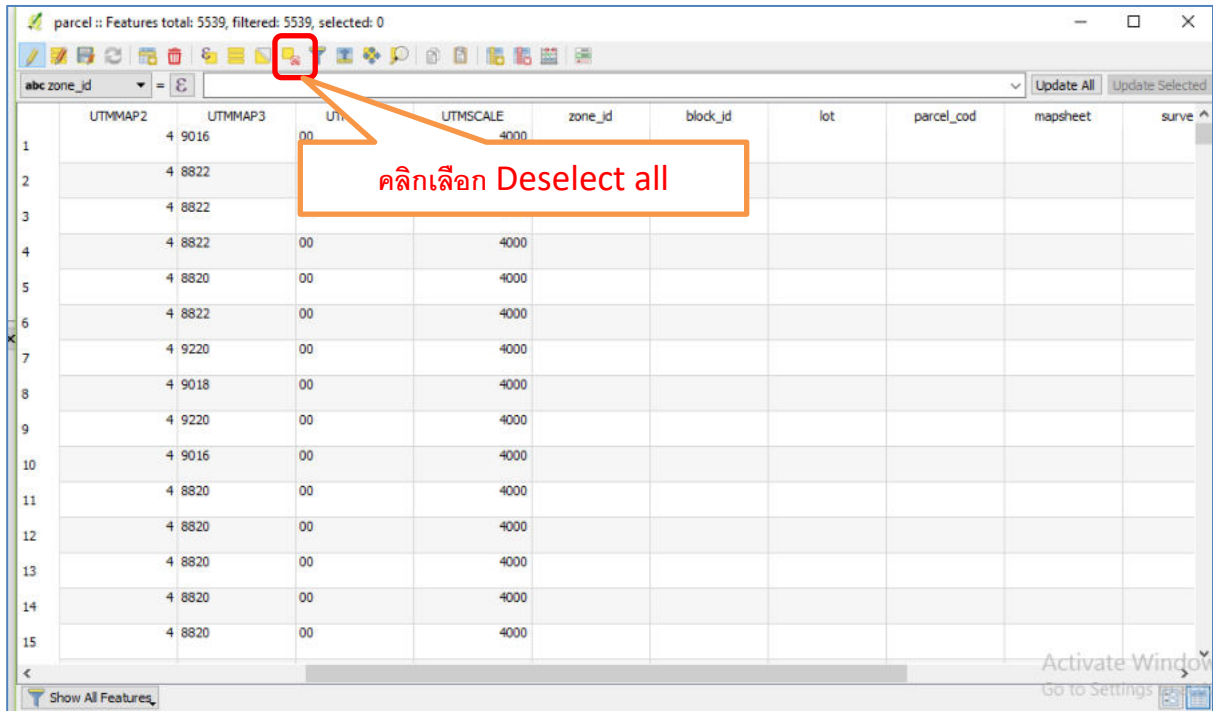 parcel :: Features total: 5539, filtered: 5539, selected: 0
abc zone_id = ε Update All Update Selected
UTMMAP2 UTMMAP3 UTMSCALE zone_id block_id lot parcel_cod mapsheet surve
1 4 9016 00 4000
2 4 8822
3 4 8822
4 4 8822 00 4000
5 4 8820 00 4000
6 4 8822 00 4000
7 4 9220 00 4000
8 4 9018 00 4000
9 4 9220 00 4000
10 4 9016 00 4000
11 4 8820 00 4000
12 4 8820 00 4000
13 4 8820 00 4000
14 4 8820 00 4000
15 4 8820 00 4000
คลิกเลือก Deselect all
Show All Features
Activate Window
Go to Settings